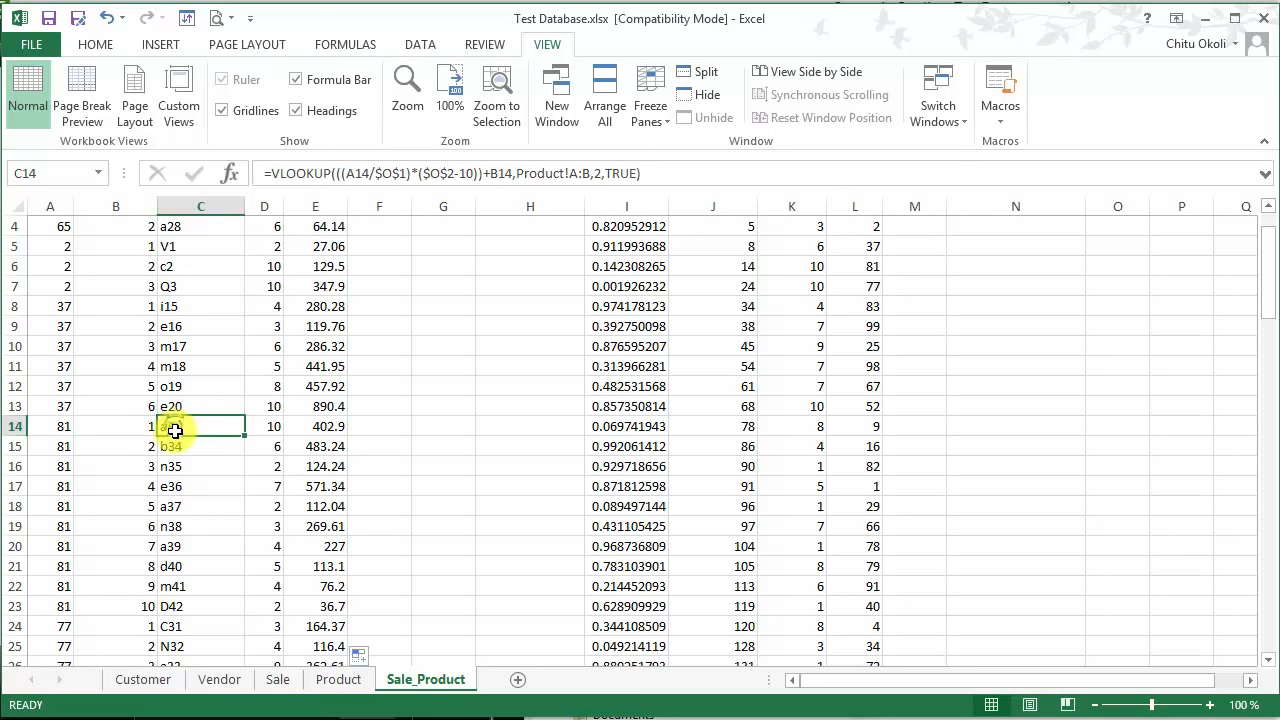 Test Database.xlsx [Compatibility Mode] - Excel
FILE HOME INSERT PAGE LAYOUT FORMULAS DATA REVIEW VIEW Chitu Okoli
Normal Page Break Preview Page Layout Custom Views
Workbook Views
Ruler Formula Bar
Gridlines Headings
Show
Zoom 100% Zoom to Selection
Zoom
New Window Arrange All Freeze Panes
Split
Hide
Unhide
View Side by Side
Synchronous Scrolling
Reset Window Position
Switch Windows
Window
Macros
Macros
C14 fx =VLOOKUP(((A14/$O$1)*($O$2-10))+B14,Product!A:B,2,TRUE)
A B C D E F G H I J K L M N O P Q
4 65 2 a28 6 64.14 0.820952912 5 3 2
5 2 1 V1 2 27.06 0.911993688 8 6 37
6 2 2 c2 10 129.5 0.142308265 14 10 81
7 2 3 Q3 10 347.9 0.001926232 24 10 77
8 37 1 i15 4 280.28 0.974178123 34 4 83
9 37 2 e16 3 119.76 0.392750098 38 7 99
10 37 3 m17 6 286.32 0.876595207 45 9 25
11 37 4 m18 5 441.95 0.313966281 54 7 98
12 37 5 o19 8 457.92 0.482531568 61 7 67
13 37 6 e20 10 890.4 0.857350814 68 10 52
14 81 1 10 402.9 0.069741943 78 8 9
15 81 2 b34 6 483.24 0.992061412 86 4 16
16 81 3 n35 2 124.24 0.929718656 90 1 82
17 81 4 e36 7 571.34 0.871812598 91 5 1
18 81 5 a37 2 112.04 0.089497144 96 1 29
19 81 6 n38 3 269.61 0.431105425 97 7 66
20 81 7 a39 4 227 0.968736809 104 1 78
21 81 8 d40 5 113.1 0.783103901 105 8 79
22 81 9 m41 4 76.2 0.214452093 113 6 91
23 81 10 D42 2 36.7 0.628909929 119 1 40
24 77 1 C31 3 164.37 0.344108509 120 8 4
25 77 2 N32 4 116.4 0.049214119 128 3 34
Customer Vendor Sale Product Sale_Product
READY 100 %